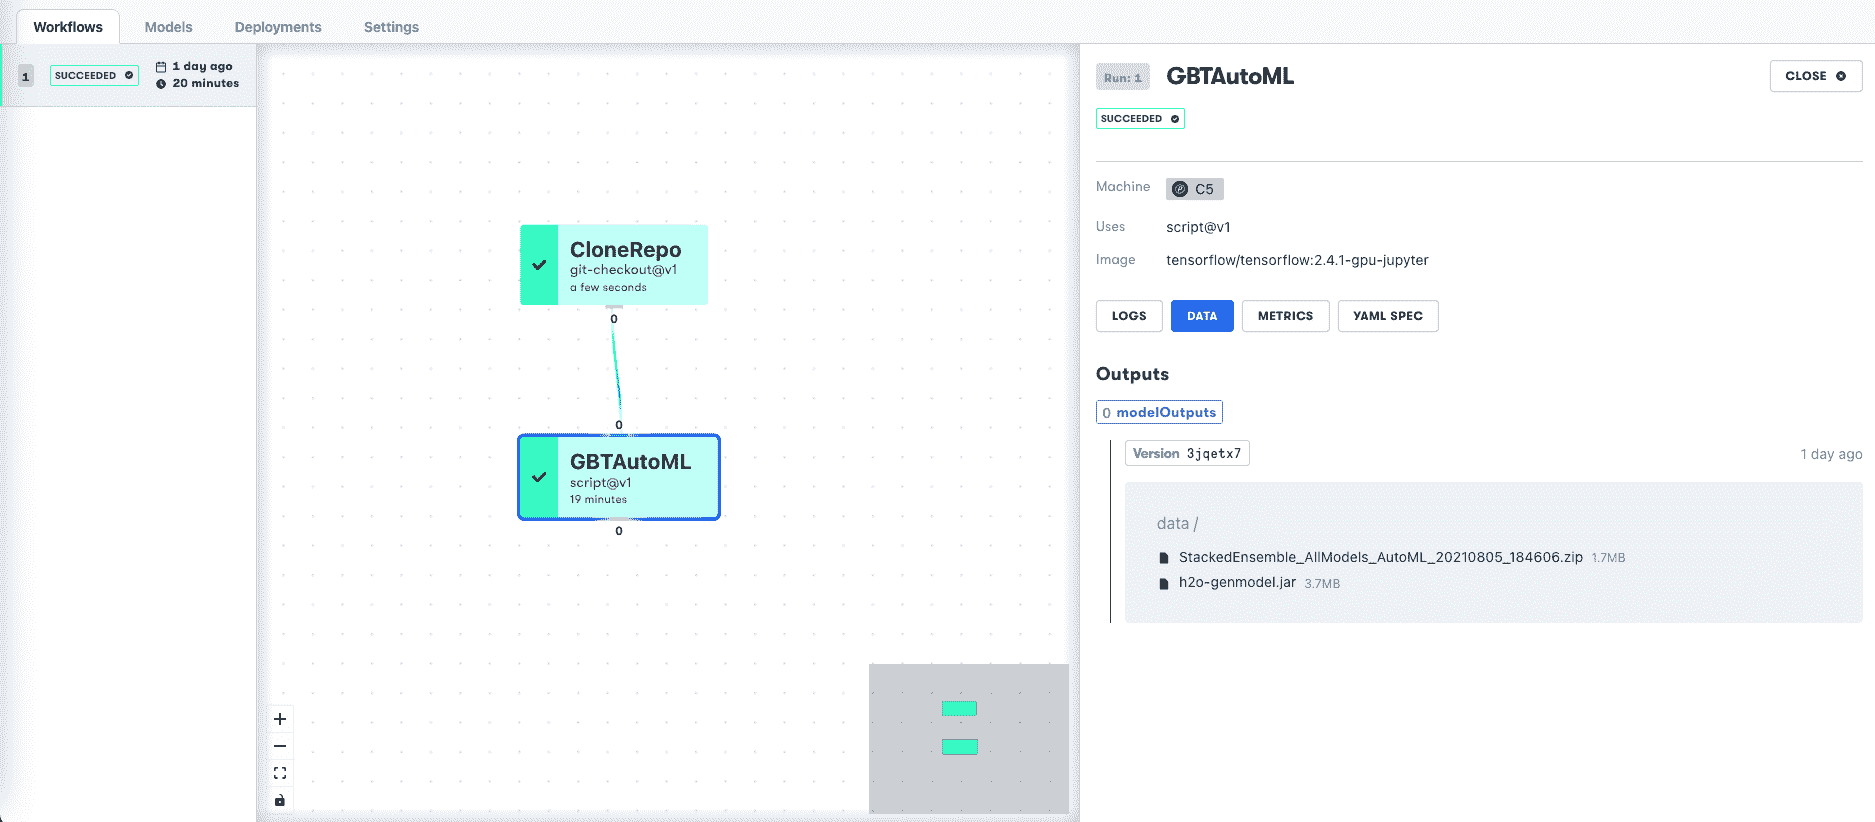 Workflows Models Deployments Settings
1 SUCCEEDED 1 day ago
20 minutes
CloneRepo
git-checkout@v1
a few seconds
0
0
GBTAutoML
script@v1
19 minutes
0
Run: 1 GBTAutoML CLOSE
SUCCEEDED
Machine C5
Uses script@v1
Image tensorflow/tensorflow:2.4.1-gpu-jupyter
LOGS DATA METRICS YAML SPEC
Outputs
0 modelOutputs
Version 3jqetx7 1 day ago
data /
StackedEnsemble_AllModels_AutoML_20210805_184606.zip 1.7MB
h2o-genmodel.jar 3.7MB